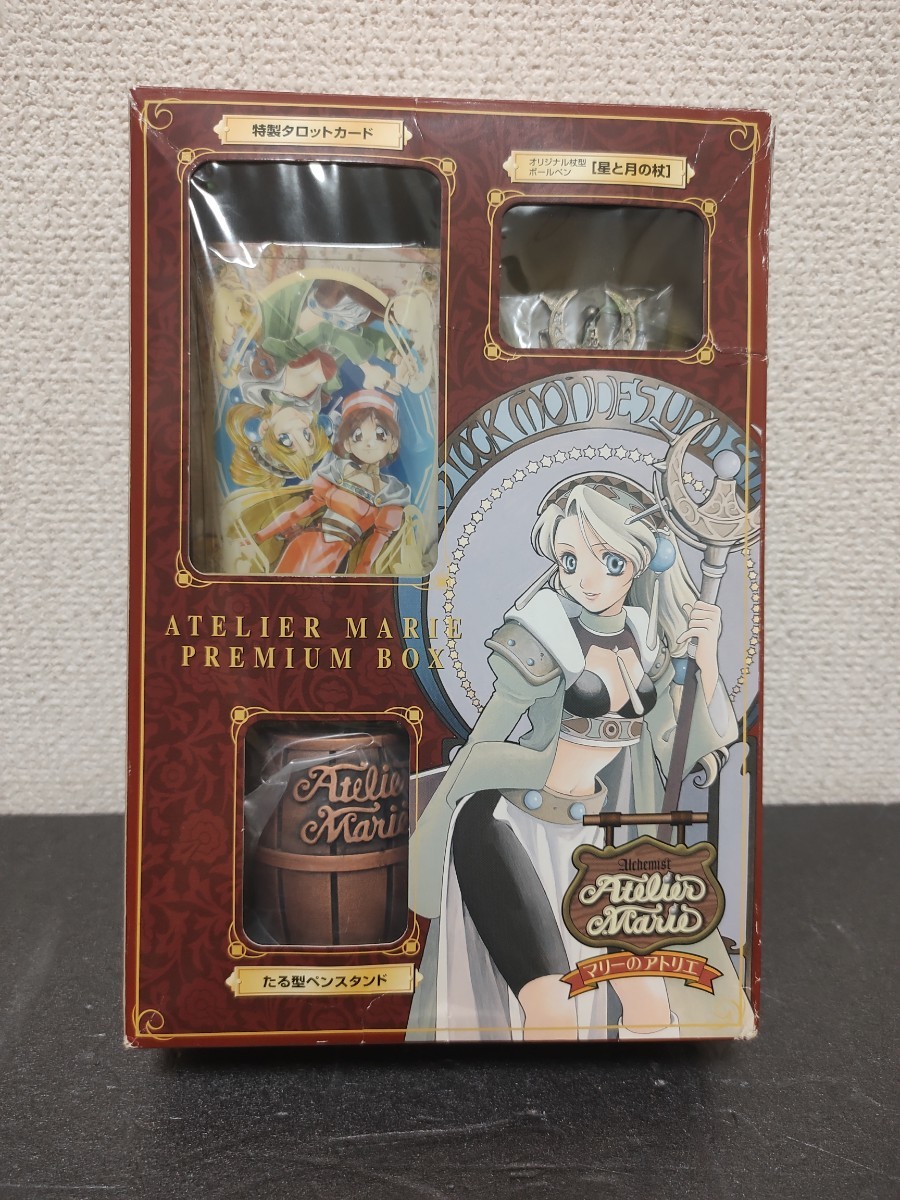 特製タロットカード
オリジナル杖型
ボールペン
[星と月の杖]
ATELIER MARIE
PREMIUM BOX
Atelie
Marie
たる型ペンスタンド
Alchemist
Atelier
Marie
マリーのアトリエ